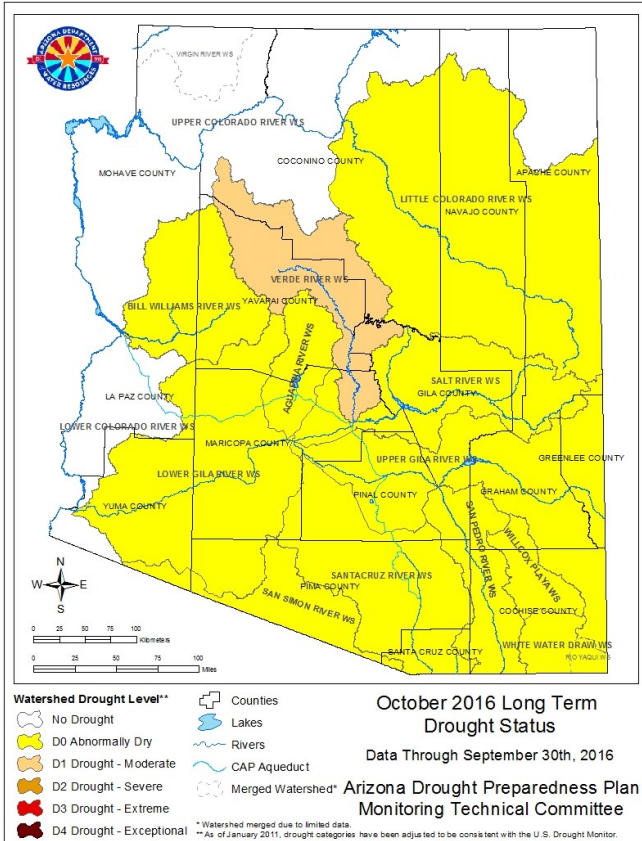 ARIZONA DEPARTMENT
WATER RESOURCES
VIRGIN RIVER WS
UPPER COLORADO RIVER WS
COCONINO COUNTY
MOHAVE COUNTY
APACHE COUNTY
LITTLE COLORADO RIVER WS
NAVAJO COUNTY
VERDE RIVER WS
YAVAPAI COUNTY
BILL WILLIAMS RIVER WS
AGUA FRIA RIVER WS
SALT RIVER WS
GILA COUNTY
LA PAZ COUNTY
LOWER COLORADO RIVER WS
MARICOPA COUNTY
UPPER GILA RIVER WS
GREENLEE COUNTY
LOWER GILA RIVER WS
PINAL COUNTY
GRAHAM COUNTY
YUMA COUNTY
SAN PEDRO RIVER WS
WILLCOX PLAYA WS
SANTACRUZ RIVER WS
PIMA COUNTY
SAN SIMON RIVER WS
COCHISE COUNTY
WHITE WATER DRAW WS
SANTA CRUZ COUNTY
RIO YAQUI WS
N
W E
S
0 25 50 75 100
Kilometers
0 25 50 75 100
Miles
Watershed Drought Level**
No Drought
D0 Abnormally Dry
D1 Drought - Moderate
D2 Drought - Severe
D3 Drought - Extreme
D4 Drought - Exceptional
Counties
Lakes
Rivers
CAP Aqueduct
Merged Watershed*
October 2016 Long Term
Drought Status
Data Through September 30th, 2016
Arizona Drought Preparedness Plan
Monitoring Technical Committee
* Watershed merged due to limited data.
** As of January 2011, drought categories have been adjusted to be consistent with the U.S. Drought Monitor.